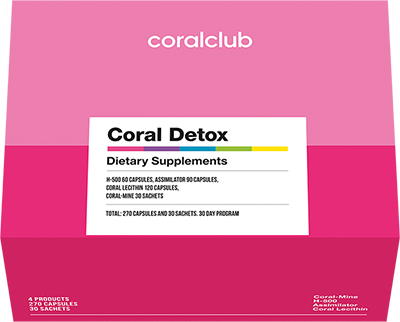 coralclub
Coral Detox
Dietary Supplements
H-500 60 CAPSULES, ASSIMILATOR 90 CAPSULES,
CORAL LECITHIN 120 CAPSULES,
CORAL-MINE 30 SACHETS
TOTAL: 270 CAPSULES AND 30 SACHETS. 30 DAY PROGRAM
4 PRODUCTS
270 CAPSULES
30 SACHETS
Coral-Mine
H-500
Assimilator
Coral Lecithin